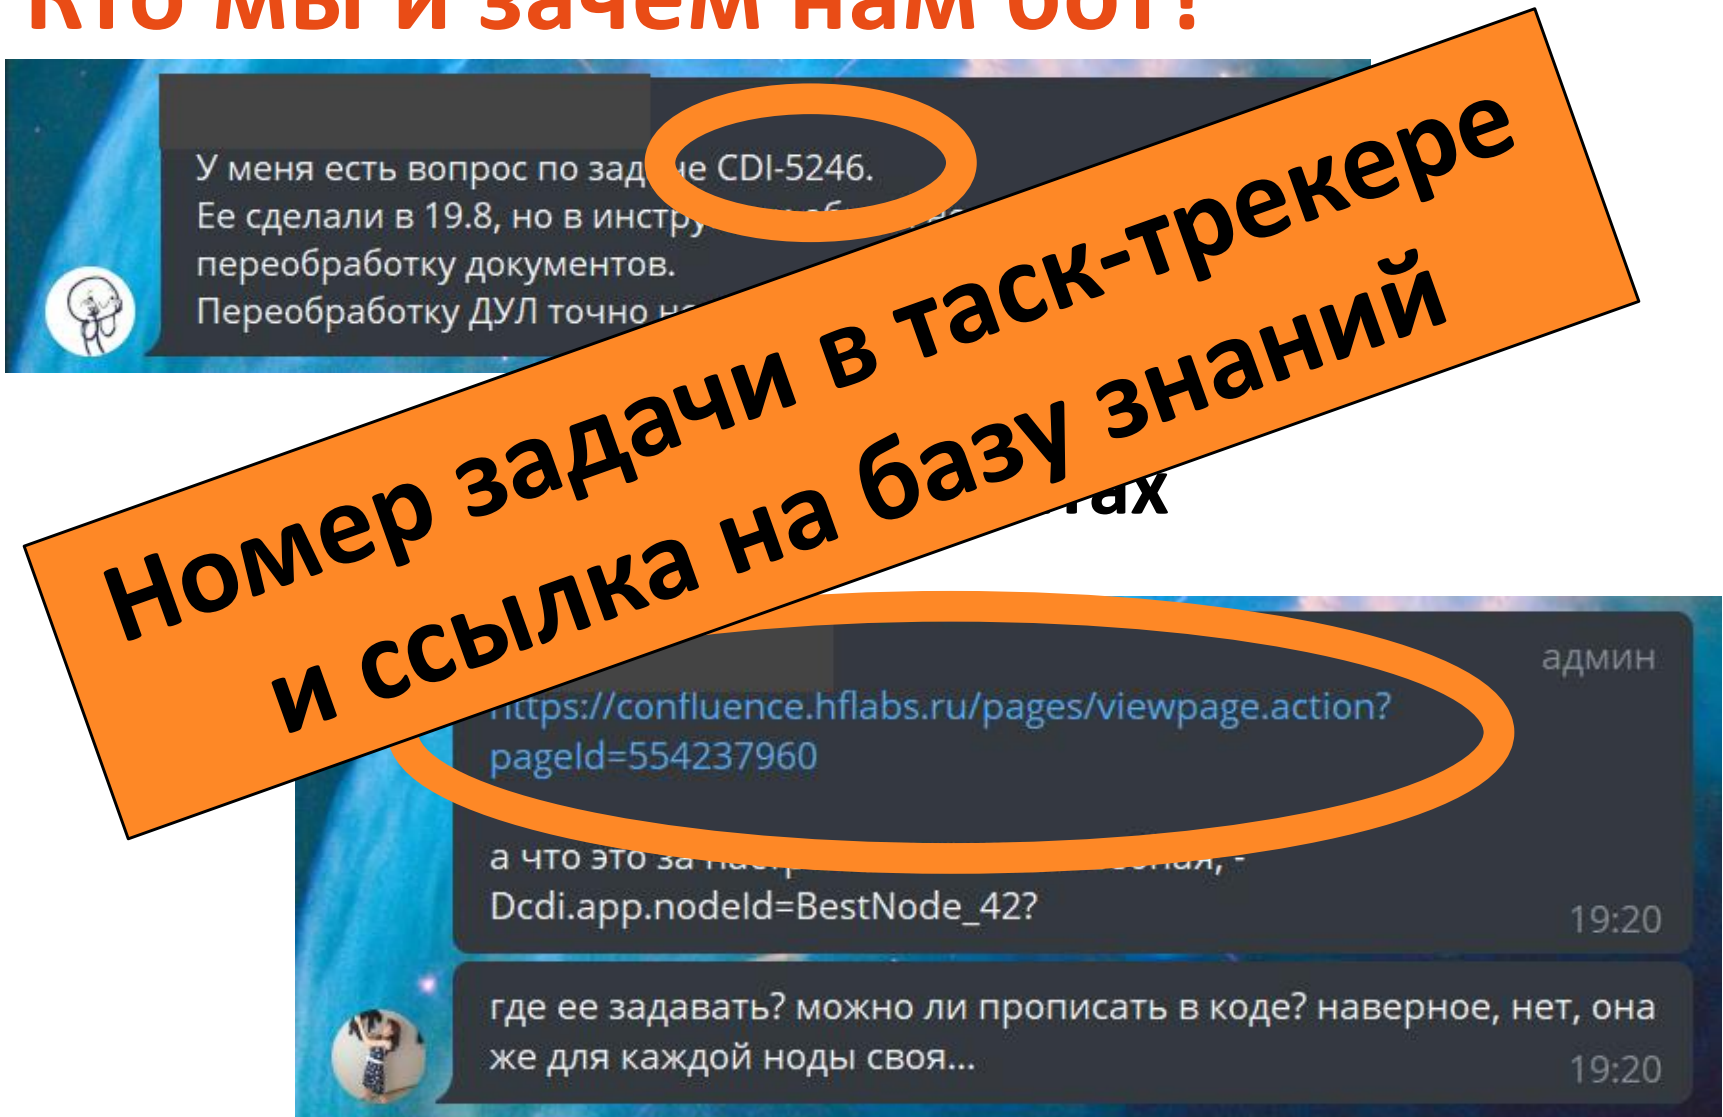 Кто мы и зачем нам бот?
У меня есть вопрос по CDI-5246.
Ее сделали в 19.8, но в
переобработку документов.
Переобработку ДУЛ точно
Номер задачи в таск-трекере
и ссылка на базу знаний
админ
https://confluence.hflabs.ru/pages/viewpage.action?
pageId=554237960
а что это за
Dcdi.app.nodeId=BestNode_42?
19:20
где ее задавать? можно ли прописать в коде? наверное, нет, она
же для каждой ноды своя...
19:20